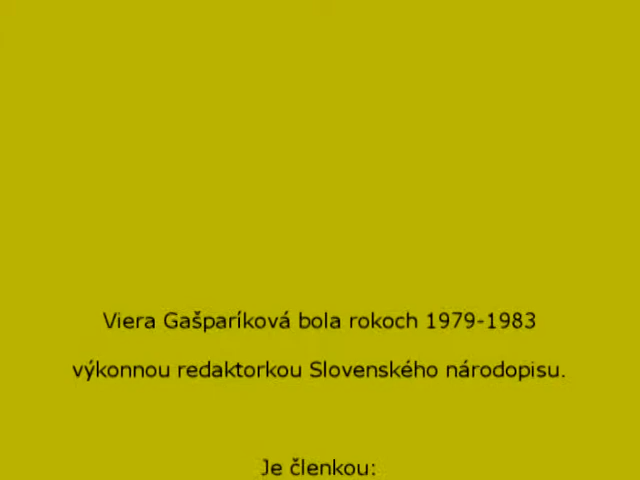 Viera Gašparíková bola rokoch 1979-1983
výkonnou redaktorkou Slovenského národopisu.
Je členkou: